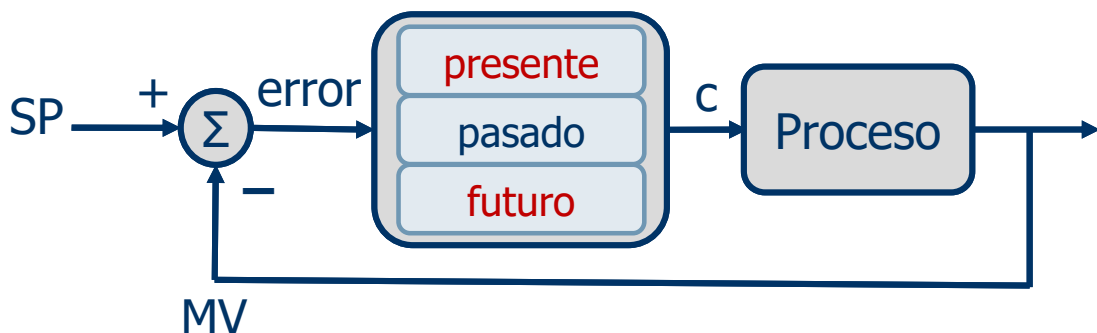 SP
+
Σ
−
error
presente
pasado
futuro
c
Proceso
MV